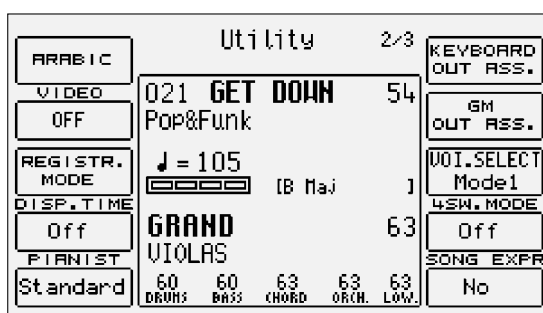 Utility 2/3
ARABIC
VIDEO
OFF
REGISTR.
MODE
DISP.TIME
Off
PIANIST
Standard
021 GET DOWN 54
Pop&Funk
♩=105
[B Maj ]
GRAND 63
VIOLAS
60 60 63 63 63
DRUMS BASS CHORD ORCH. LOW.
KEYBOARD
OUT ASS.
GM
OUT ASS.
VOI.SELECT
Mode1
4SW.MODE
Off
SONG EXPR
No